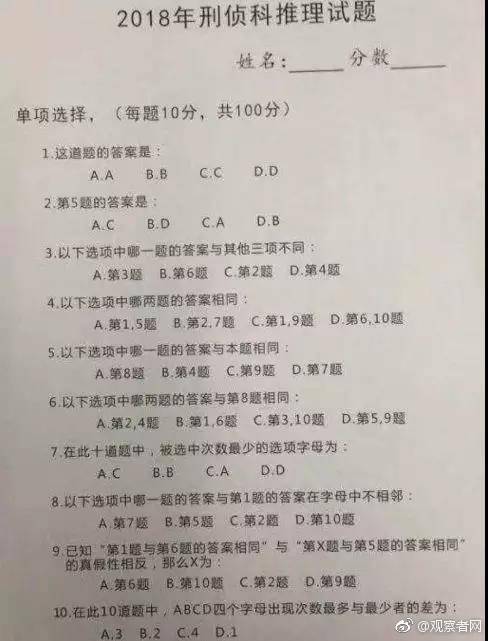 2018年刑侦科推理试题
姓名:_____ 分数_____
单项选择，（每题10分，共100分）
1.这道题的答案是：
A.A B.B C.C D.D
2.第5题的答案是：
A.C B.D C.A D.B
3.以下选项中哪一题的答案与其他三项不同：
A.第3题 B.第6题 C.第2题 D.第4题
4.以下选项中哪两题的答案相同：
A.第1,5题 B.第2,7题 C.第1,9题 D.第6,10题
5.以下选项中哪一题的答案与本题相同：
A.第8题 B.第4题 C.第9题 D.第7题
6.以下选项中哪两题的答案与第8题相同：
A.第2,4题 B.第1,6题 C.第3,10题 D.第5,9题
7.在此十道题中，被选中次数最少的选项字母为：
A.C B.B C.A D.D
8.以下选项中哪一题的答案与第1题的答案在字母中不相邻：
A.第7题 B.第5题 C.第2题 D.第10题
9.已知“第1题与第6题的答案相同”与“第X题与第5题的答案相同”
的真假性相反，那么X为：
A.第6题 B.第10题 C.第2题 D.第9题
10.在此10道题中，ABCD四个字母出现次数最多与最少者的差为：
A,3 B.2 C.4 D.1
@观察者网